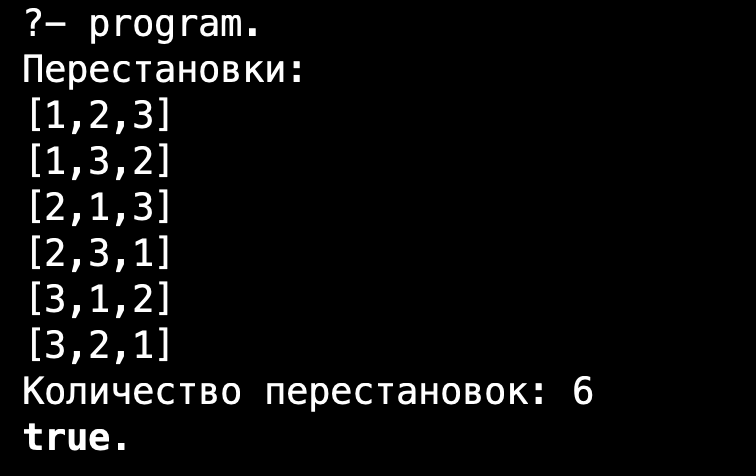 ?- program.
Перестановки:
[1,2,3]
[1,3,2]
[2,1,3]
[2,3,1]
[3,1,2]
[3,2,1]
Количество перестановок: 6
true.